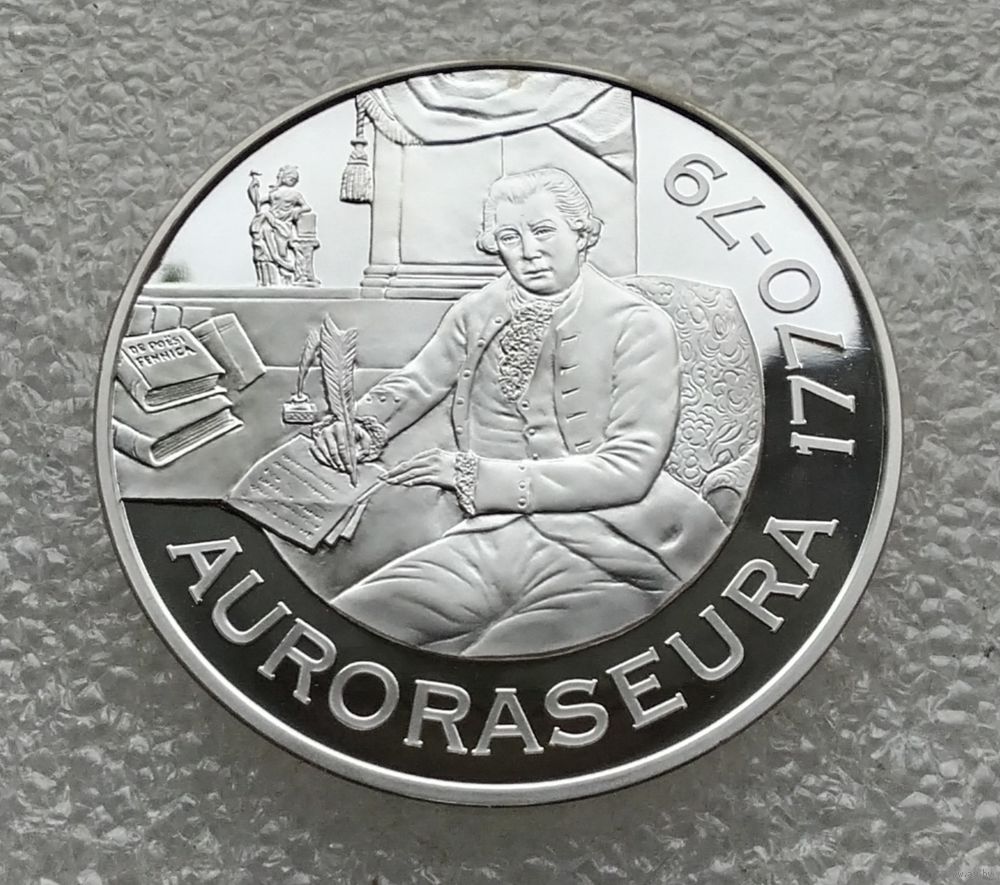 DE POESI
FENNICA
AURORASEURA 1770-79